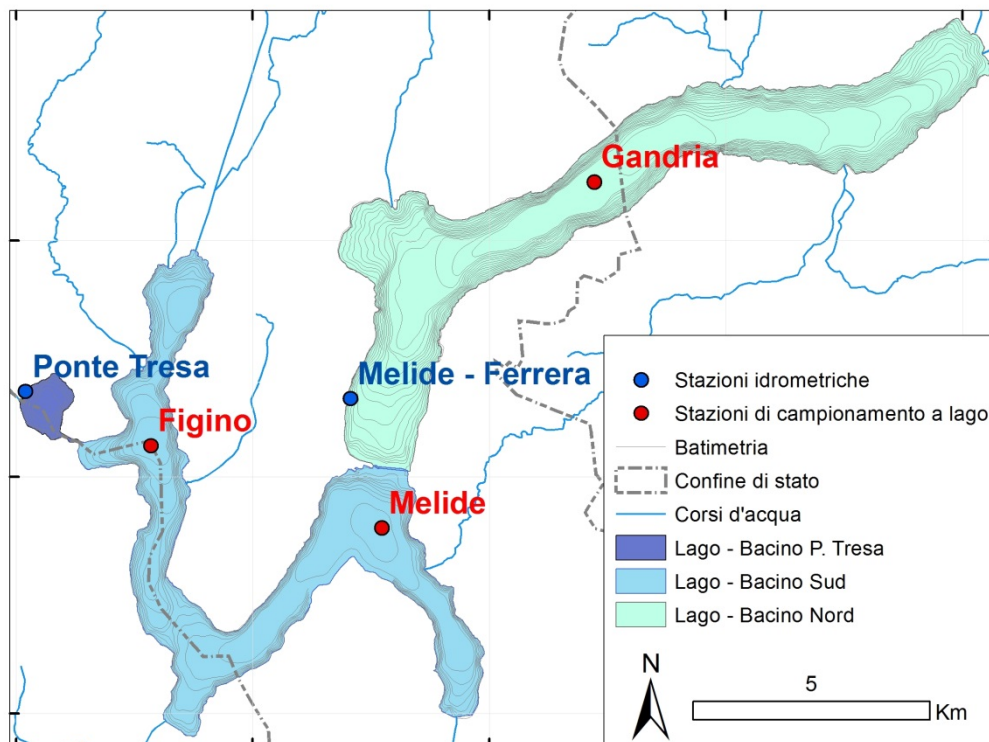 Gandria
Ponte Tresa
Melide - Ferrera
Figino
Melide
Stazioni idrometriche
Stazioni di campionamento a lago
Batimetria
Confine di stato
Corsi d'acqua
Lago - Bacino P. Tresa
Lago - Bacino Sud
Lago - Bacino Nord
N
5
Km